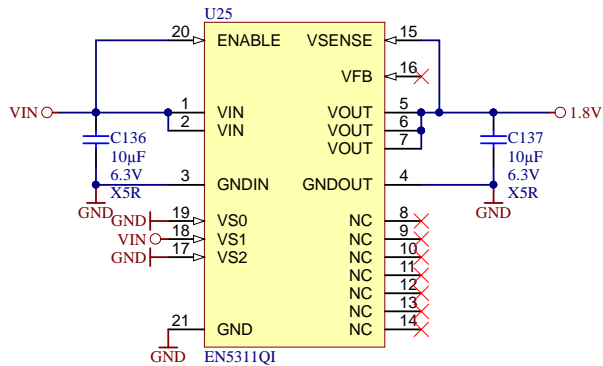 U25
20 ENABLE VSENSE 15
VFB 16
VIN 1 VIN VOUT 5 1.8V
2 VIN VOUT 6
VOUT 7
C136
10µF
6.3V
X5R
C137
10µF
6.3V
X5R
3 GNDIN GNDOUT 4
GND GND
GND 19 VS0 NC 8
VIN 18 VS1 NC 9
GND 17 VS2 NC 10
NC 11
NC 12
NC 13
21 GND NC 14
GND
EN5311QI